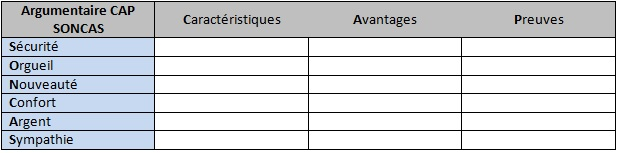 Argumentaire CAP Caractéristiques Avantages Preuves
SONCAS
Sécurité
Orgueil
Nouveauté
Confort
Argent
Sympathie